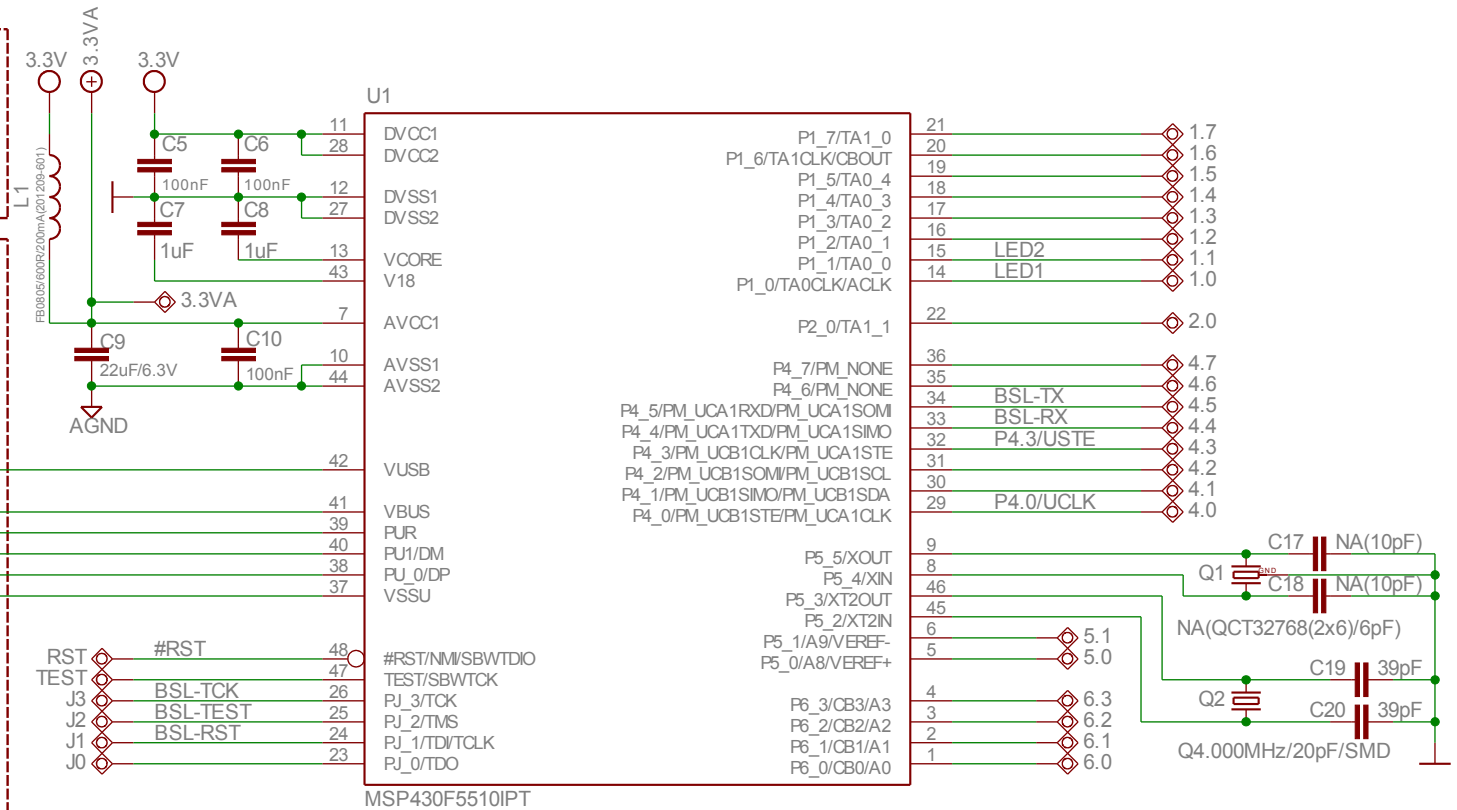 3.3V
3.3VA
3.3V
U1
L1
FB0805/600R/200mA(201209-601)
C5
100nF
C6
100nF
C7
1uF
C8
1uF
3.3VA
C9
22uF/6.3V
C10
100nF
AGND
11 DVCC1
28 DVCC2
12 DVSS1
27 DVSS2
13 VCORE
43 V18
7 AVCC1
10 AVSS1
44 AVSS2
42 VUSB
41 VBUS
39 PUR
40 PU1/DM
38 PU_0/DP
37 VSSU
RST #RST 48 #RST/NMI/SBWTDIO
TEST 47 TEST/SBWTCK
J3 BSL-TCK 26 PJ_3/TCK
J2 BSL-TEST 25 PJ_2/TMS
J1 BSL-RST 24 PJ_1/TDI/TCLK
J0 23 PJ_0/TDO
MSP430F5510IPT
P1_7/TA1_0 21 1.7
P1_6/TA1CLK/CBOUT 20 1.6
P1_5/TA0_4 19 1.5
P1_4/TA0_3 18 1.4
P1_3/TA0_2 17 1.3
P1_2/TA0_1 16 1.2
P1_1/TA0_0 15 LED2 1.1
P1_0/TA0CLK/ACLK 14 LED1 1.0
P2_0/TA1_1 22 2.0
P4_7/PM_NONE 36 4.7
P4_6/PM_NONE 35 4.6
P4_5/PM_UCA1RXD/PM_UCA1SOMI 34 BSL-TX 4.5
P4_4/PM_UCA1TXD/PM_UCA1SIMO 33 BSL-RX 4.4
P4_3/PM_UCB1CLK/PM_UCA1STE 32 P4.3/USTE 4.3
P4_2/PM_UCB1SOMI/PM_UCB1SCL 31 4.2
P4_1/PM_UCB1SIMO/PM_UCB1SDA 30 4.1
P4_0/PM_UCB1STE/PM_UCA1CLK 29 P4.0/UCLK 4.0
P5_5/XOUT 9
P5_4/XIN 8
P5_3/XT2OUT 46
P5_2/XT2IN 45
P5_1/A9/VEREF- 6 5.1
P5_0/A8/VEREF+ 5 5.0
P6_3/CB3/A3 4 6.3
P6_2/CB2/A2 3 6.2
P6_1/CB1/A1 2 6.1
P6_0/CB0/A0 1 6.0
C17 NA(10pF)
Q1 GND
C18 NA(10pF)
NA(QCT32768(2x6)/6pF)
C19 39pF
Q2
C20 39pF
Q4.000MHz/20pF/SMD